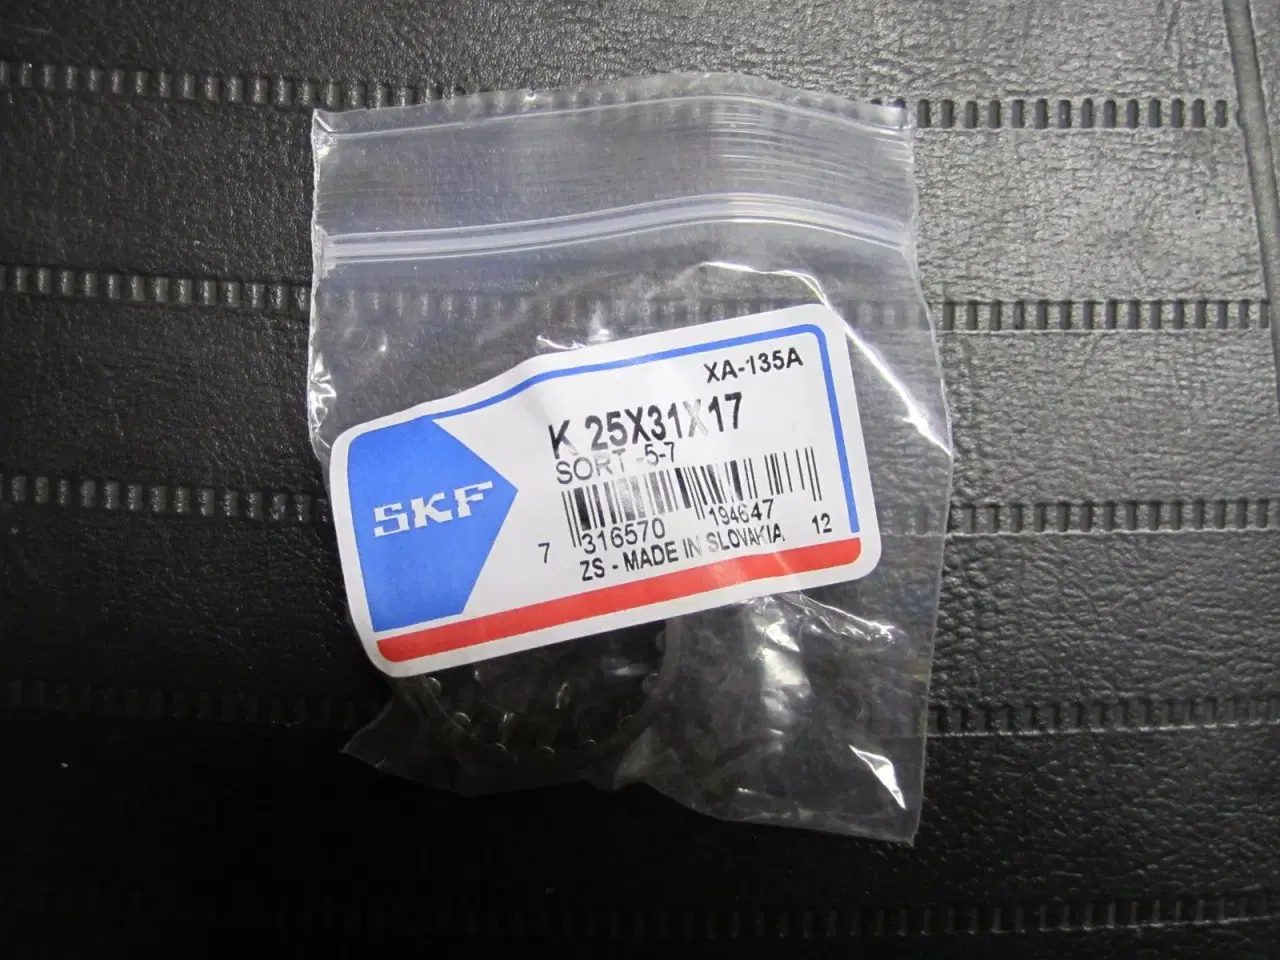 XA-135A
K 25X31X17
SORT -5-7
SKF
7 316570 194647
ZS - MADE IN SLOVAKIA 12